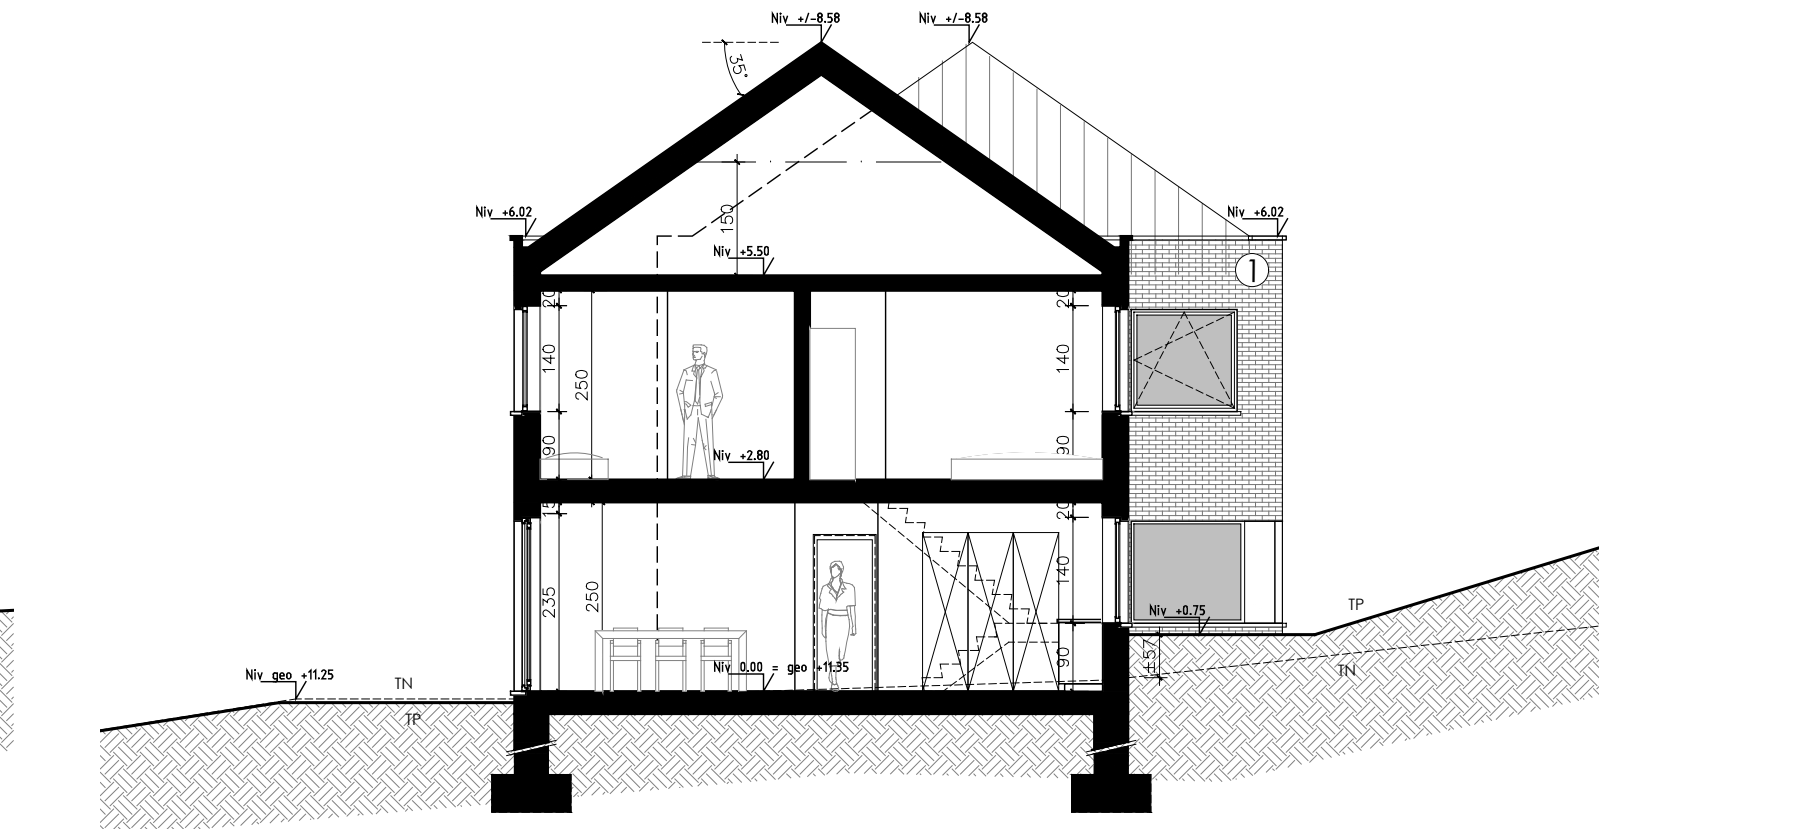 Niv +/-8.58
Niv +/-8.58
35°
Niv +6.02
Niv +6.02
150
Niv +5.50
1
20
20
140
250
140
90
90
Niv +2.80
15
20
235
250
140
Niv +0.75
TP
90
±57
Niv 0.00 = geo +11.35
TN
Niv geo +11.25
TN
TP